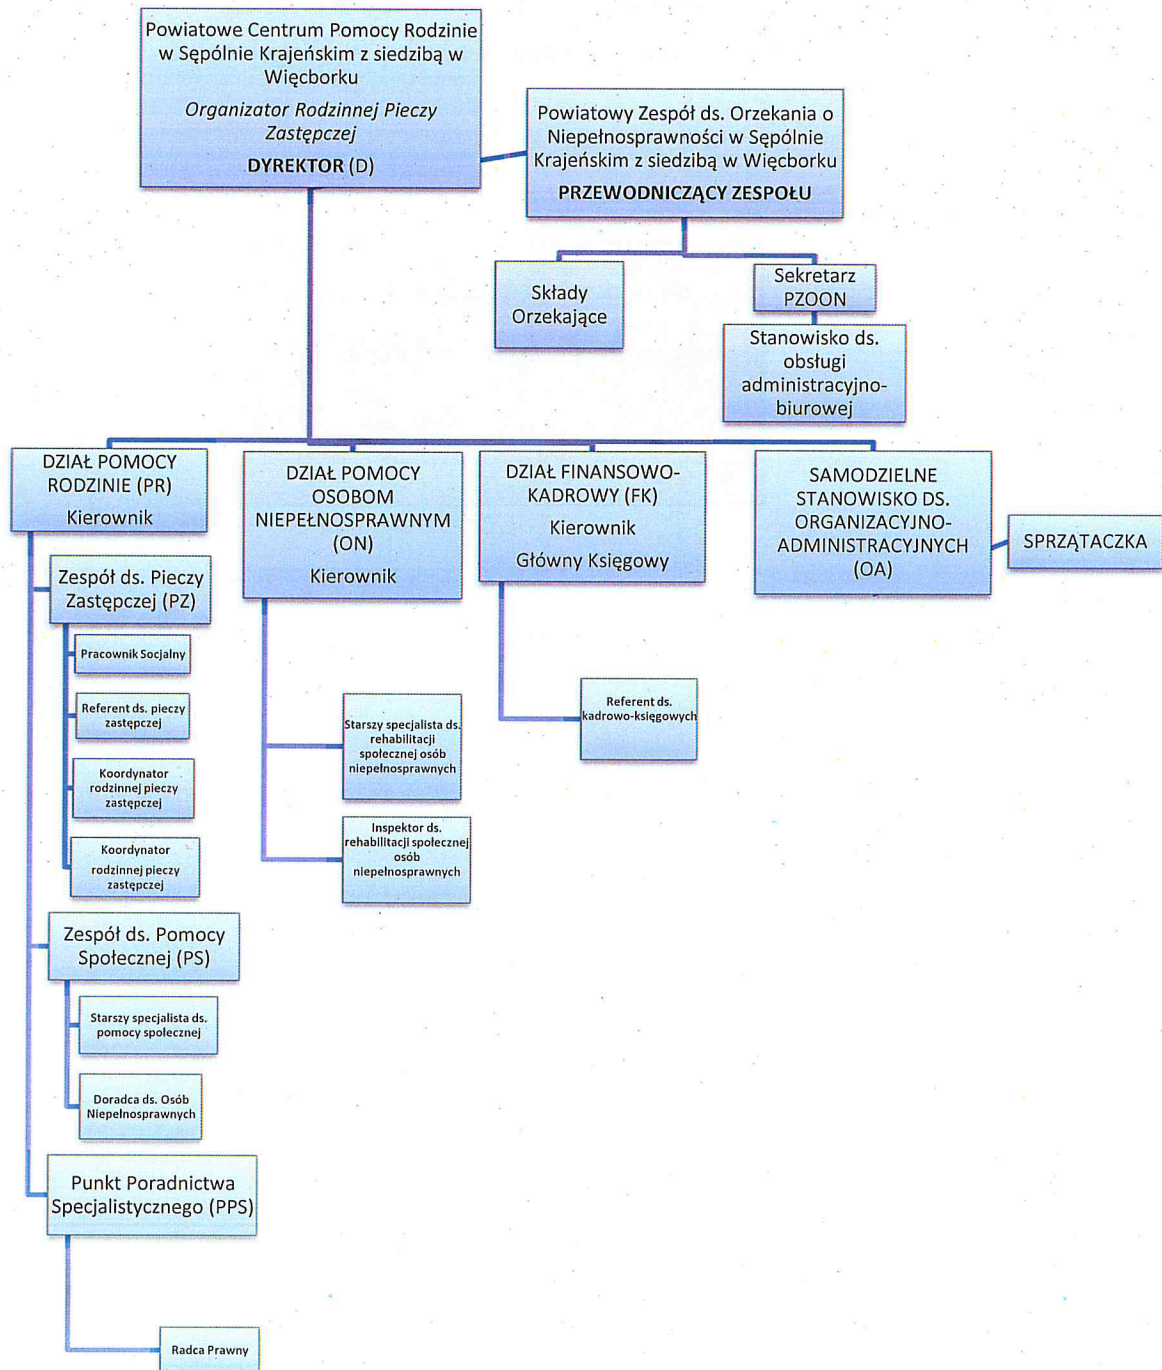 Powiatowe Centrum Pomocy Rodzinie
w Sępólnie Krajeńskim z siedzibą w
Więcborku
Organizator Rodzinnej Pieczy
Zastępczej
DYREKTOR (D)
Powiatowy Zespół ds. Orzekania o
Niepełnosprawności w Sępólnie
Krajeńskim z siedzibą w Więcborku
PRZEWODNICZĄCY ZESPOŁU
Składy
Orzekające
Sekretarz
PZOON
Stanowisko ds.
obsługi
administracyjno-
biurowej
DZIAŁ POMOCY
RODZINIE (PR)
Kierownik
Zespół ds. Pieczy
Zastępczej (PZ)
Pracownik Socjalny
Referent ds. pieczy
zastępczej
Koordynator
rodzinnej pieczy
zastępczej
Koordynator
rodzinnej pieczy
zastępczej
Zespół ds. Pomocy
Społecznej (PS)
Starszy specjalista ds.
pomocy społecznej
Doradca ds. Osób
Niepełnosprawnych
Punkt Poradnictwa
Specjalistycznego (PPS)
Radca Prawny
DZIAŁ POMOCY
OSOBOM
NIEPEŁNOSPRAWNYM
(ON)
Kierownik
Starszy specjalista ds.
rehabilitacji
społecznej osób
niepełnosprawnych
Inspektor ds.
rehabilitacji społecznej
osób
niepełnosprawnych
DZIAŁ FINANSOWO-
KADROWY (FK)
Kierownik
Główny Księgowy
Referent ds.
kadrowo-księgowych
SAMODZIELNE
STANOWISKO DS.
ORGANIZACYJNO-
ADMINISTRACYJNYCH
(OA)
SPRZĄTACZKA